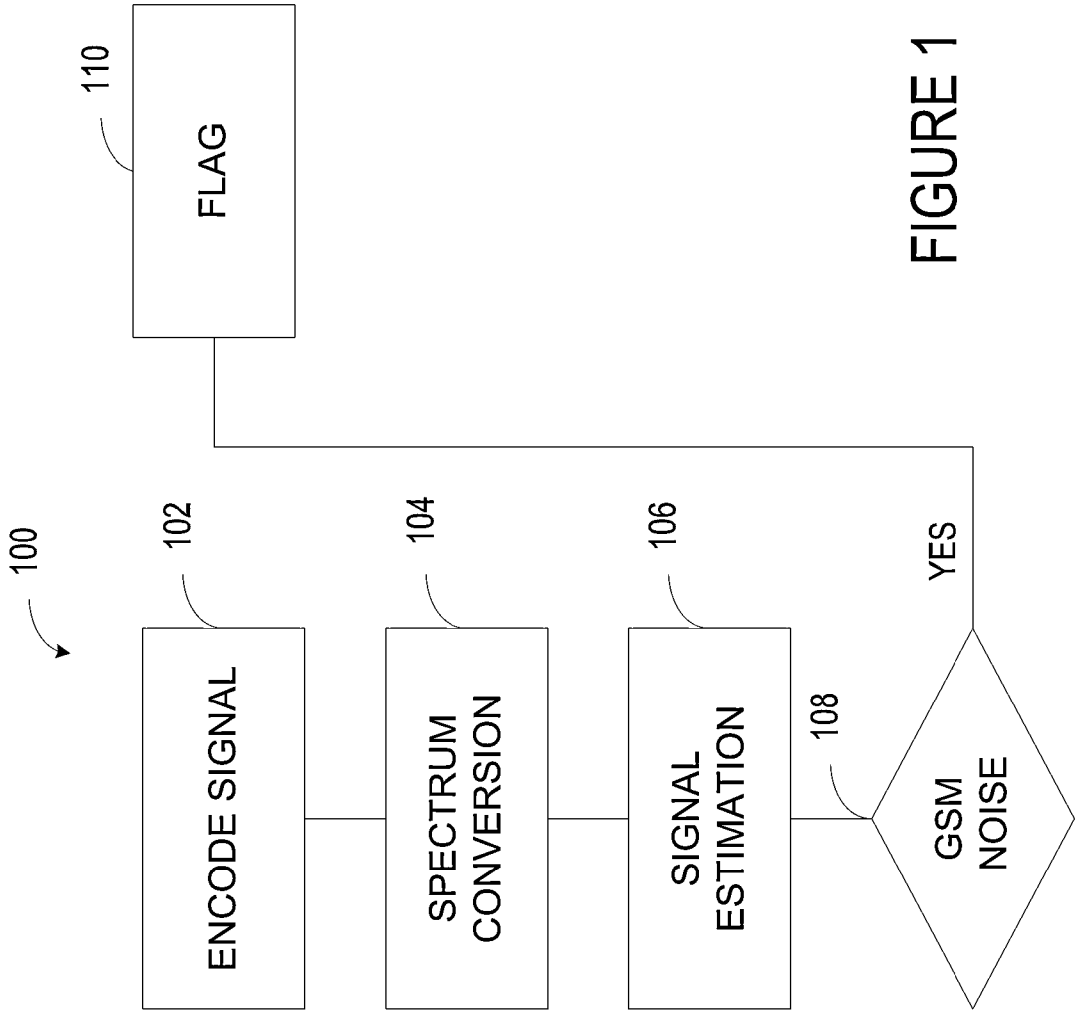 100
102
ENCODE SIGNAL
104
SPECTRUM
CONVERSION
106
SIGNAL
ESTIMATION
108
GSM
NOISE
YES
110
FLAG
FIGURE 1